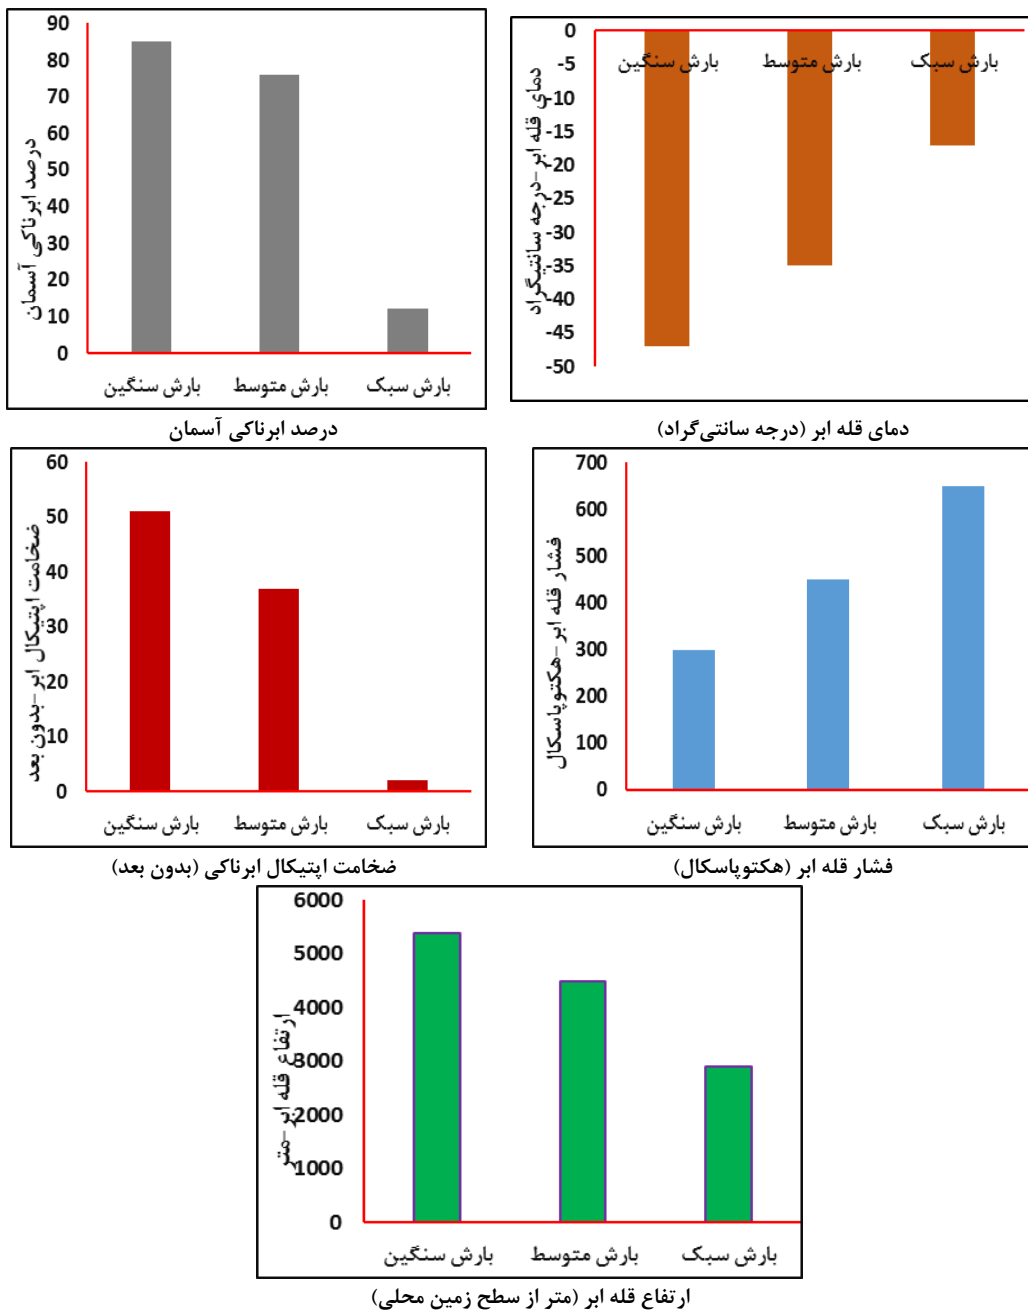 90
80
70
60
50
40
30
20
10
0
درصد ابرناکی آسمان
بارش سنگین بارش متوسط بارش سبک
درصد ابرناکی آسمان
0
-5
-10
-15
-20
-25
-30
-35
-40
-45
-50
دمای قله ابر-درجه سانتیگراد
بارش سنگین بارش متوسط بارش سبک
دمای قله ابر (درجه سانتی‌گراد)
60
50
40
30
20
10
0
ضخامت اپتیکال ابر-بدون بعد
بارش سنگین بارش متوسط بارش سبک
ضخامت اپتیکال ابرناکی (بدون بعد)
700
600
500
400
300
200
100
0
فشار قله ابر-هکتوپاسکال
بارش سنگین بارش متوسط بارش سبک
فشار قله ابر (هکتوپاسکال)
6000
5000
4000
3000
2000
1000
0
ارتفاع قله ابر-متر
بارش سنگین بارش متوسط بارش سبک
ارتفاع قله ابر (متر از سطح زمین محلی)